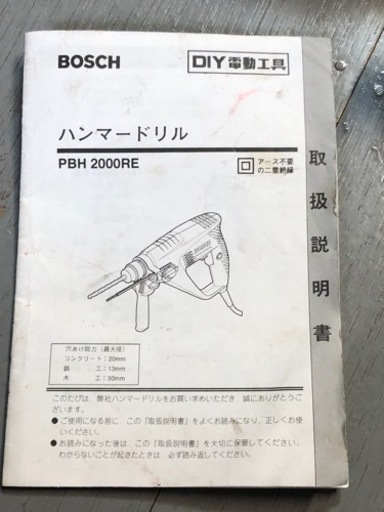 BOSCH
DIY電動工具
ハンマードリル
PBH 2000RE
アース不要
の二重絶縁
取扱説明書
穴あけ能力(最大径)
コンクリート:20mm
鉄 工:13mm
木 工:30mm
このたびは、弊社ハンマードリルをお買い求めいただき、誠にありがとうご
ざいます。
●ご使用になる前に、この『取扱説明書』をよくお読みになり、正しくお使
いください。
●お読みになった後は、この『取扱説明書』を大切に保管してください。
わからないことが起きたときは、必ず読み返してください。